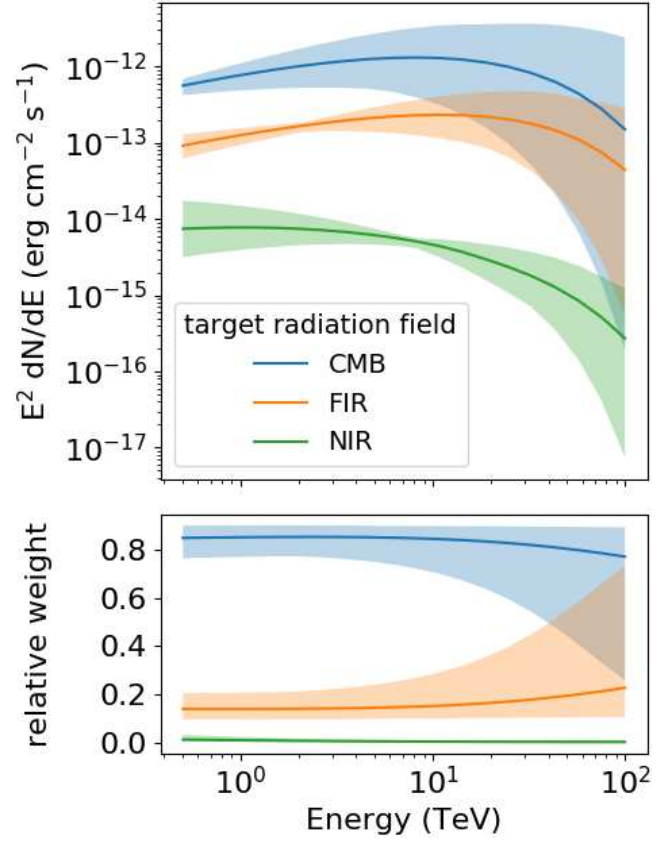 E² dN/dE (erg cm⁻² s⁻¹)
10⁻¹²
10⁻¹³
10⁻¹⁴
10⁻¹⁵
10⁻¹⁶
10⁻¹⁷
target radiation field
CMB
FIR
NIR
relative weight
0.8
0.6
0.4
0.2
0.0
10⁰ 10¹ 10²
Energy (TeV)